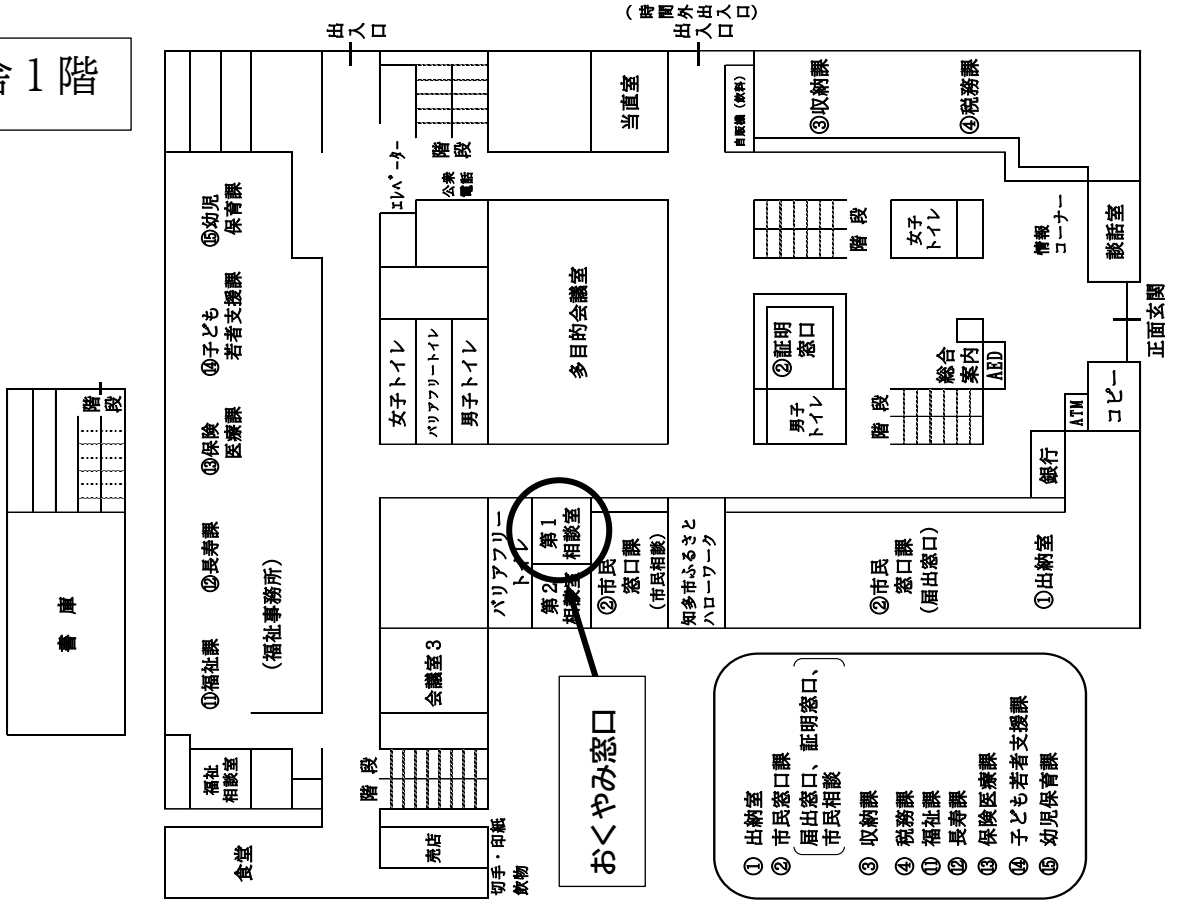 舎１階
出入口
(時間外出入口)
出入口
自販機（飲料）
③収納課
④税務課
当直室
階段
エレベーター
公衆
電話
⑮幼児
保育課
⑭子ども
若者支援課
⑬保険
医療課
⑫長寿課
⑪福祉課
(福祉事務所)
福祉
相談室
食堂
書庫
階段
女子トイレ
バリアフリートイレ
男子トイレ
多目的会議室
階段
女子
トイレ
情報
コーナー
談話室
正面玄関
②証明
窓口
男子
トイレ
総合
案内
AED
階段
ATM
コピー
銀行
バリアフリー
トイレ
第1
相談室
第2
相談室
②市民
窓口課
(市民相談)
知多市ふるさと
ハローワーク
②市民
窓口課
(届出窓口)
①出納室
会議室3
階段
売店
切手・印紙
飲物
おくやみ窓口
① 出納室
② 市民窓口課
届出窓口、証明窓口、
市民相談
③ 収納課
④ 税務課
⑪ 福祉課
⑫ 長寿課
⑬ 保険医療課
⑭ 子ども若者支援課
⑮ 幼児保育課